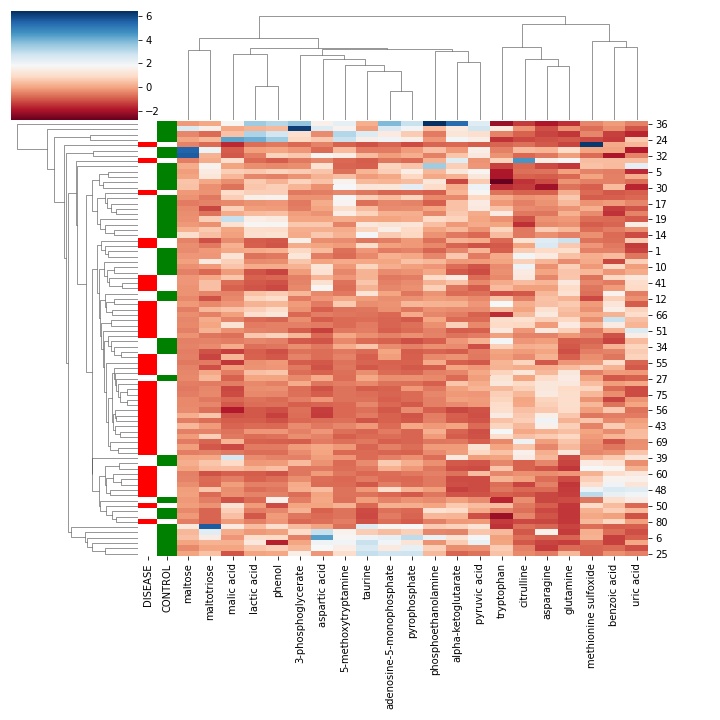 6
4
2
0
−2
36
24
32
5
30
17
19
14
1
10
41
12
66
51
34
55
27
75
56
43
69
39
60
48
50
80
6
25
DISEASE
CONTROL
maltose
maltotriose
malic acid
lactic acid
phenol
3-phosphoglycerate
aspartic acid
5-methoxytryptamine
taurine
adenosine-5-monophosphate
pyrophosphate
phosphoethanolamine
alpha-ketoglutarate
pyruvic acid
tryptophan
citrulline
asparagine
glutamine
methionine sulfoxide
benzoic acid
uric acid